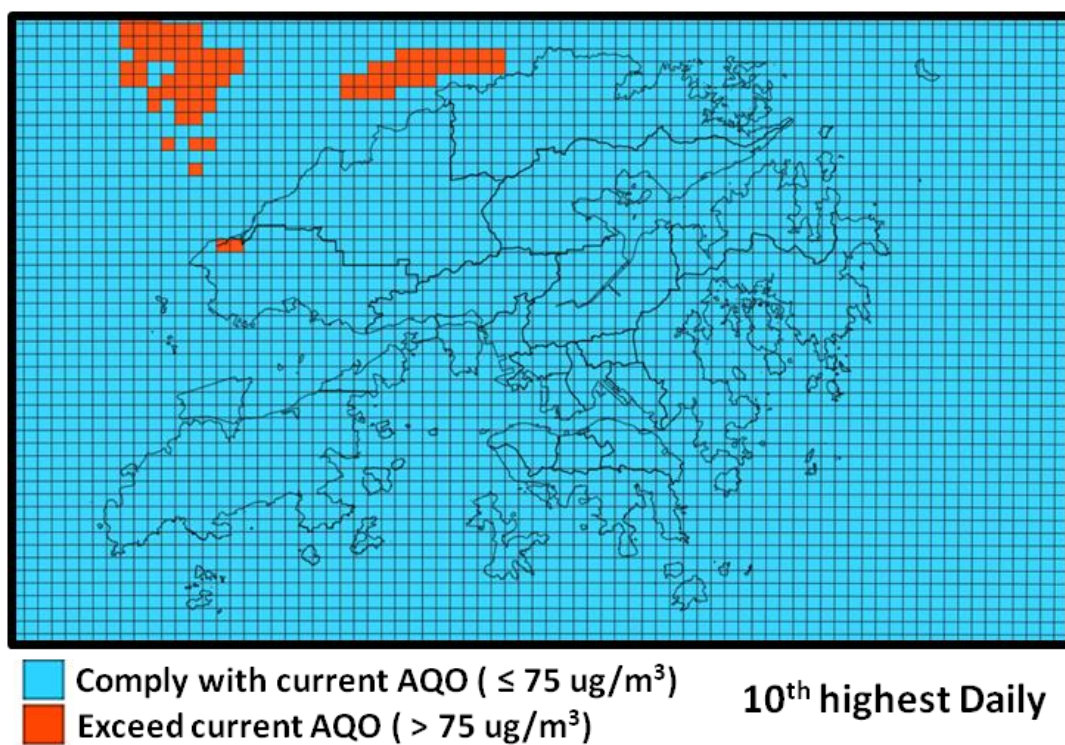 Comply with current AQO ( ≤ 75 ug/m³)
Exceed current AQO ( > 75 ug/m³)
10th highest Daily